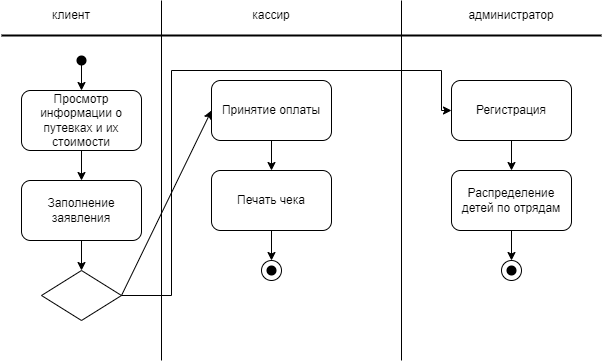 клиент
кассир
администратор
Просмотр
информации о
путевках и их
стоимости
Принятие оплаты
Регистрация
Заполнение
заявления
Печать чека
Распределение
детей по отрядам